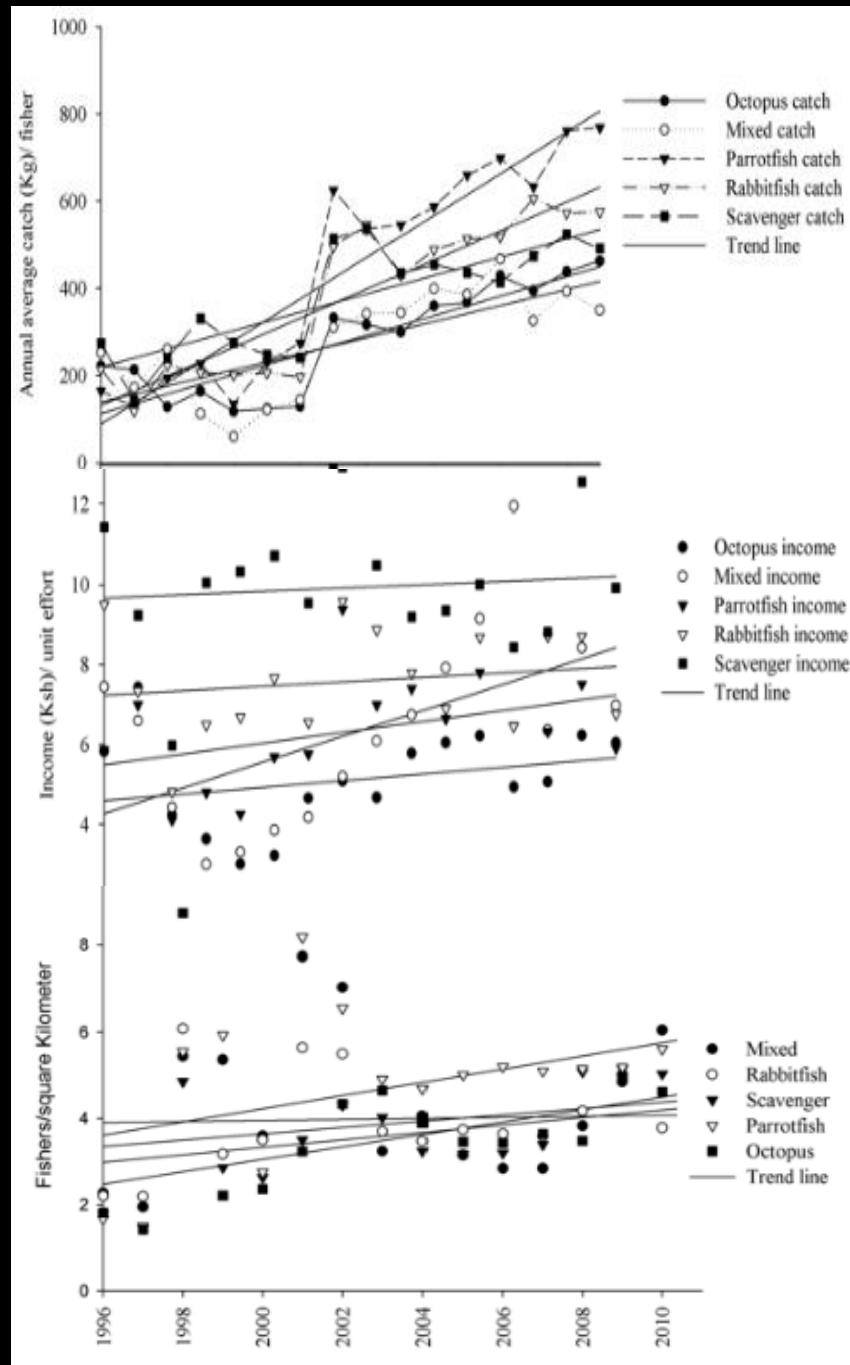 1000
800
600
400
200
0
Annual average catch (Kg)/ fisher
Octopus catch
Mixed catch
Parrotfish catch
Rabbitfish catch
Scavenger catch
Trend line
12
10
8
6
4
Income (Ksh)/ unit effort
Octopus income
Mixed income
Parrotfish income
Rabbitfish income
Scavenger income
Trend line
8
6
4
2
0
Fishers/square Kilometer
Mixed
Rabbitfish
Scavenger
Parrotfish
Octopus
Trend line
1996
1998
2000
2002
2004
2006
2008
2010